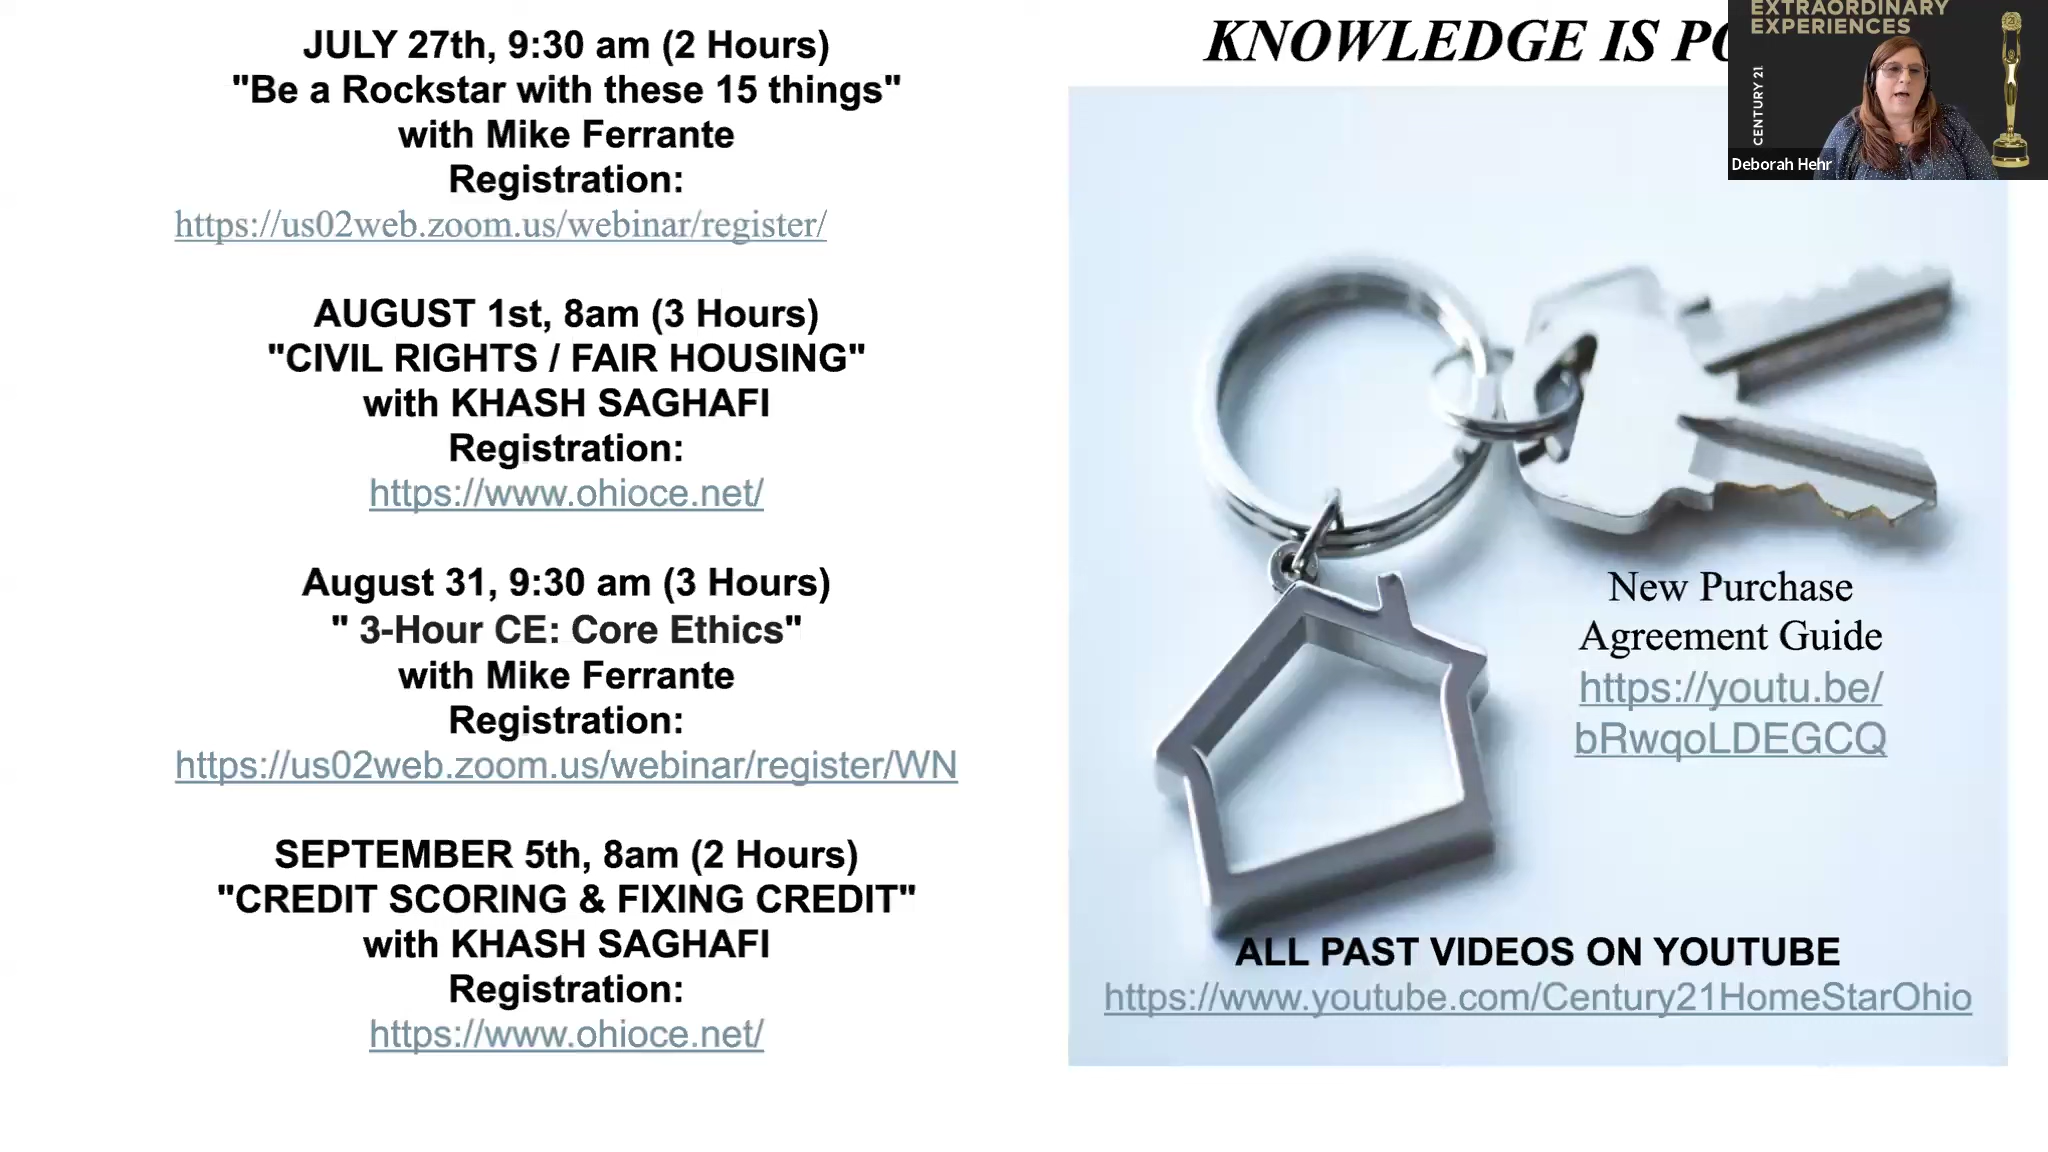 JULY 27th, 9:30 am (2 Hours)
"Be a Rockstar with these 15 things"
with Mike Ferrante
Registration:
https://us02web.zoom.us/webinar/register/
AUGUST 1st, 8am (3 Hours)
"CIVIL RIGHTS / FAIR HOUSING"
with KHASH SAGHAFI
Registration:
https://www.ohioce.net/
August 31, 9:30 am (3 Hours)
" 3-Hour CE: Core Ethics"
with Mike Ferrante
Registration:
https://us02web.zoom.us/webinar/register/WN
SEPTEMBER 5th, 8am (2 Hours)
"CREDIT SCORING & FIXING CREDIT"
with KHASH SAGHAFI
Registration:
https://www.ohioce.net/
KNOWLEDGE IS
EXTRAORDINARY
EXPERIENCES
CENTURY 21
Deborah Hehr
New Purchase
Agreement Guide
https://youtu.be/
bRwqoLDEGCQ
ALL PAST VIDEOS ON YOUTUBE
https://www.youtube.com/Century21HomeStarOhio